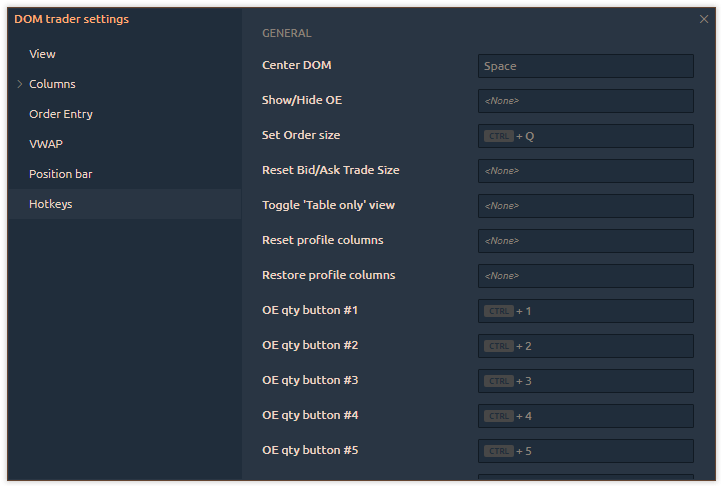 DOM trader settings
View
Columns
Order Entry
VWAP
Position bar
Hotkeys
GENERAL
Center DOM Space
Show/Hide OE <None>
Set Order size CTRL + Q
Reset Bid/Ask Trade Size <None>
Toggle 'Table only' view <None>
Reset profile columns <None>
Restore profile columns <None>
OE qty button #1 CTRL + 1
OE qty button #2 CTRL + 2
OE qty button #3 CTRL + 3
OE qty button #4 CTRL + 4
OE qty button #5 CTRL + 5